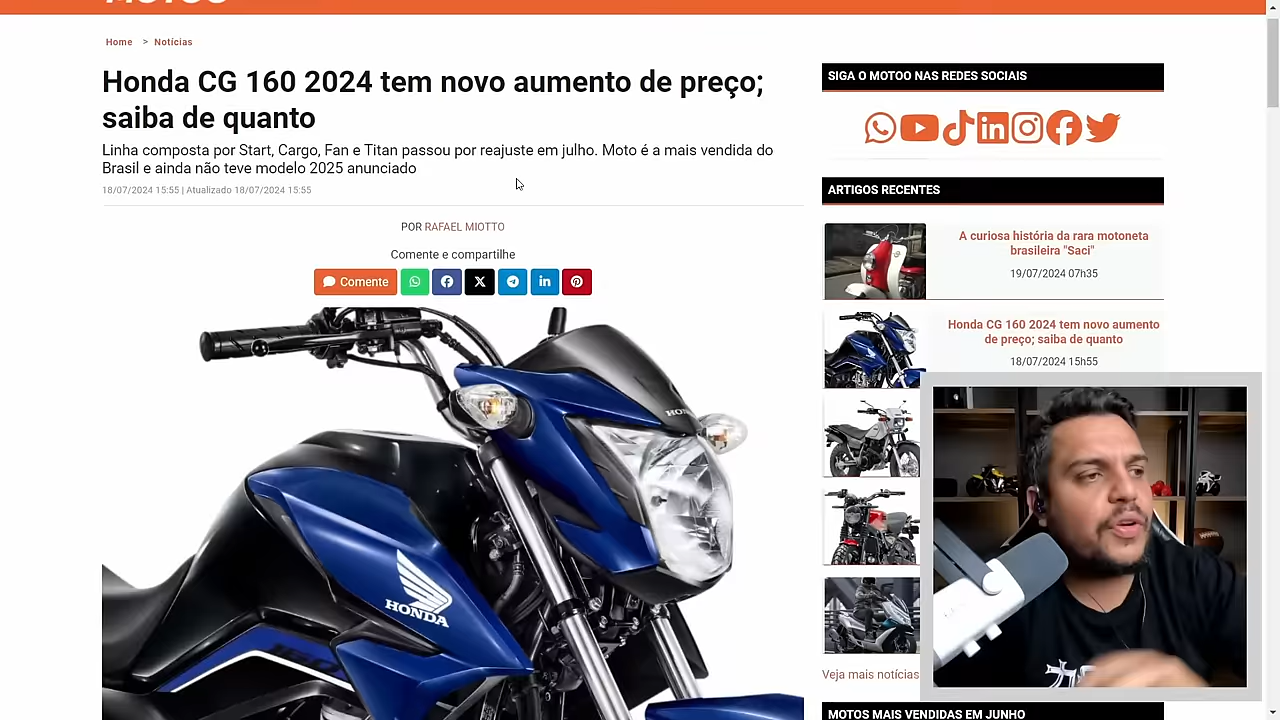 Home > Notícias
Honda CG 160 2024 tem novo aumento de preço;
saiba de quanto
Linha composta por Start, Cargo, Fan e Titan passou por reajuste em julho. Moto é a mais vendida do
Brasil e ainda não teve modelo 2025 anunciado
18/07/2024 15:55 | Atualizado 18/07/2024 15:55
POR RAFAEL MIOTTO
Comente e compartilhe
Comente
HONDA
SIGA O MOTOO NAS REDES SOCIAIS
ARTIGOS RECENTES
A curiosa história da rara motoneta
brasileira "Saci"
19/07/2024 07h35
Honda CG 160 2024 tem novo aumento
de preço; saiba de quanto
18/07/2024 15h55
Veja mais notícias
MOTOS MAIS VENDIDAS EM JUNHO